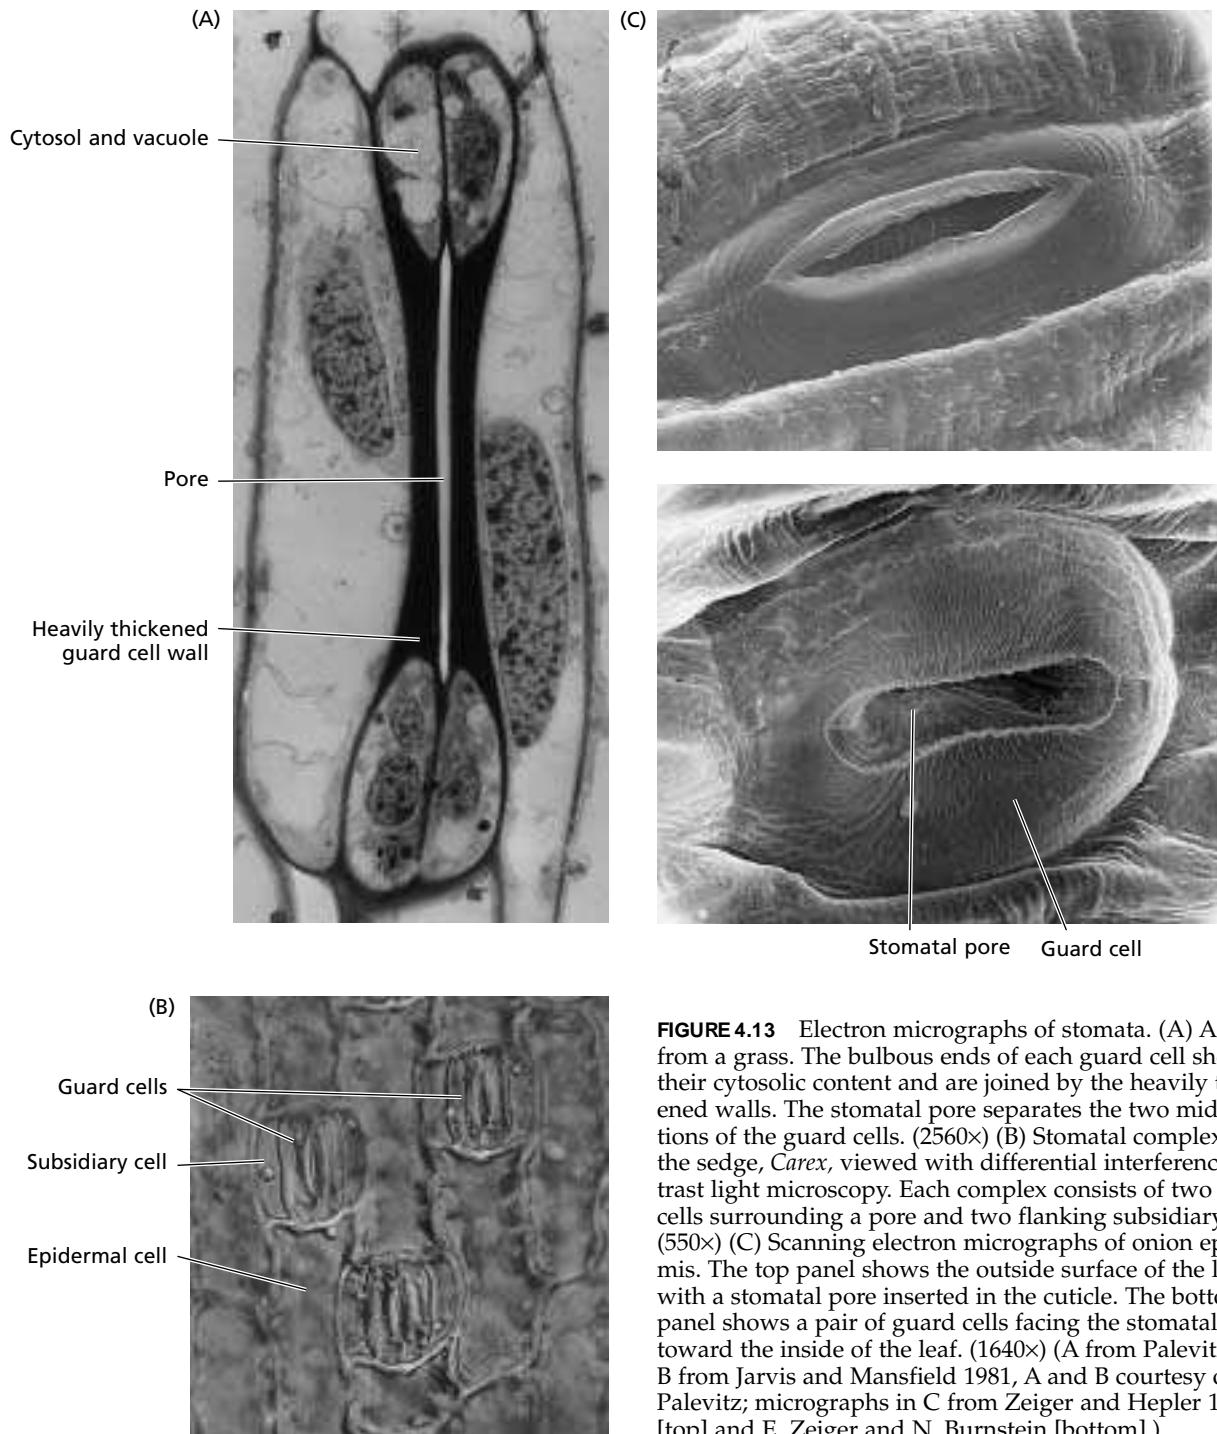 (A)
Cytosol and vacuole
Pore
Heavily thickened
guard cell wall
(C)
Stomatal pore
Guard cell
(B)
Guard cells
Subsidiary cell
Epidermal cell
FIGURE 4.13 Electron micrographs of stomata. (A) A
from a grass. The bulbous ends of each guard cell sh
their cytosolic content and are joined by the heavily t
ened walls. The stomatal pore separates the two mid
tions of the guard cells. (2560×) (B) Stomatal complex
the sedge, Carex, viewed with differential interferenc
trast light microscopy. Each complex consists of two
cells surrounding a pore and two flanking subsidiary
(550×) (C) Scanning electron micrographs of onion ep
mis. The top panel shows the outside surface of the l
with a stomatal pore inserted in the cuticle. The botto
panel shows a pair of guard cells facing the stomatal
toward the inside of the leaf. (1640×) (A from Palevit
B from Jarvis and Mansfield 1981, A and B courtesy o
Palevitz; micrographs in C from Zeiger and Hepler 1
[top] and E. Zeiger and N. Burnstein [bottom].)